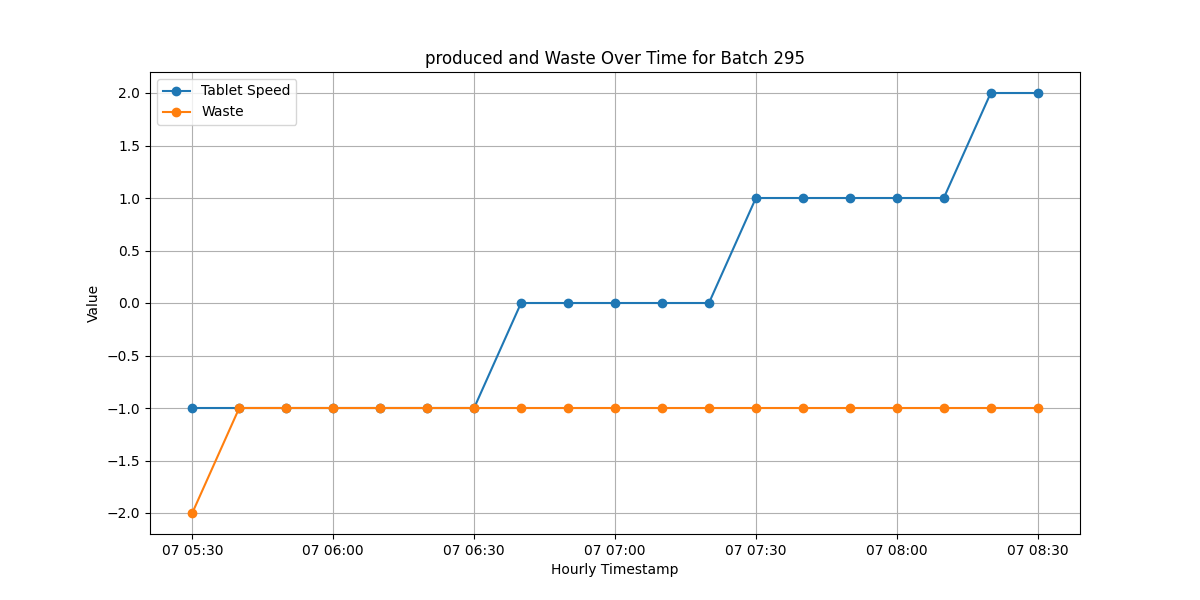 produced and Waste Over Time for Batch 295
Tablet Speed
Waste
2.0
1.5
1.0
0.5
0.0
−0.5
−1.0
−1.5
−2.0
Value
07 05:30 07 06:00 07 06:30 07 07:00 07 07:30 07 08:00 07 08:30
Hourly Timestamp